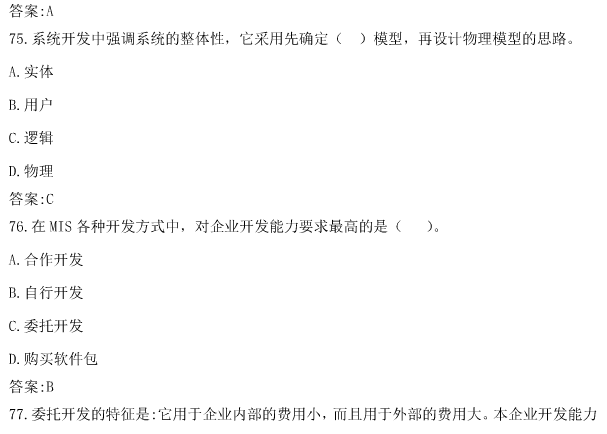 答案:A
75.系统开发中强调系统的整体性，它采用先确定（  ）模型，再设计物理模型的思路。
A.实体
B.用户
C.逻辑
D.物理
答案:C
76.在 MIS 各种开发方式中，对企业开发能力要求最高的是（  ）。
A.合作开发
B.自行开发
C.委托开发
D.购买软件包
答案:B
77.委托开发的特征是:它用于企业内部的费用小，而且用于外部的费用大。本企业开发能力